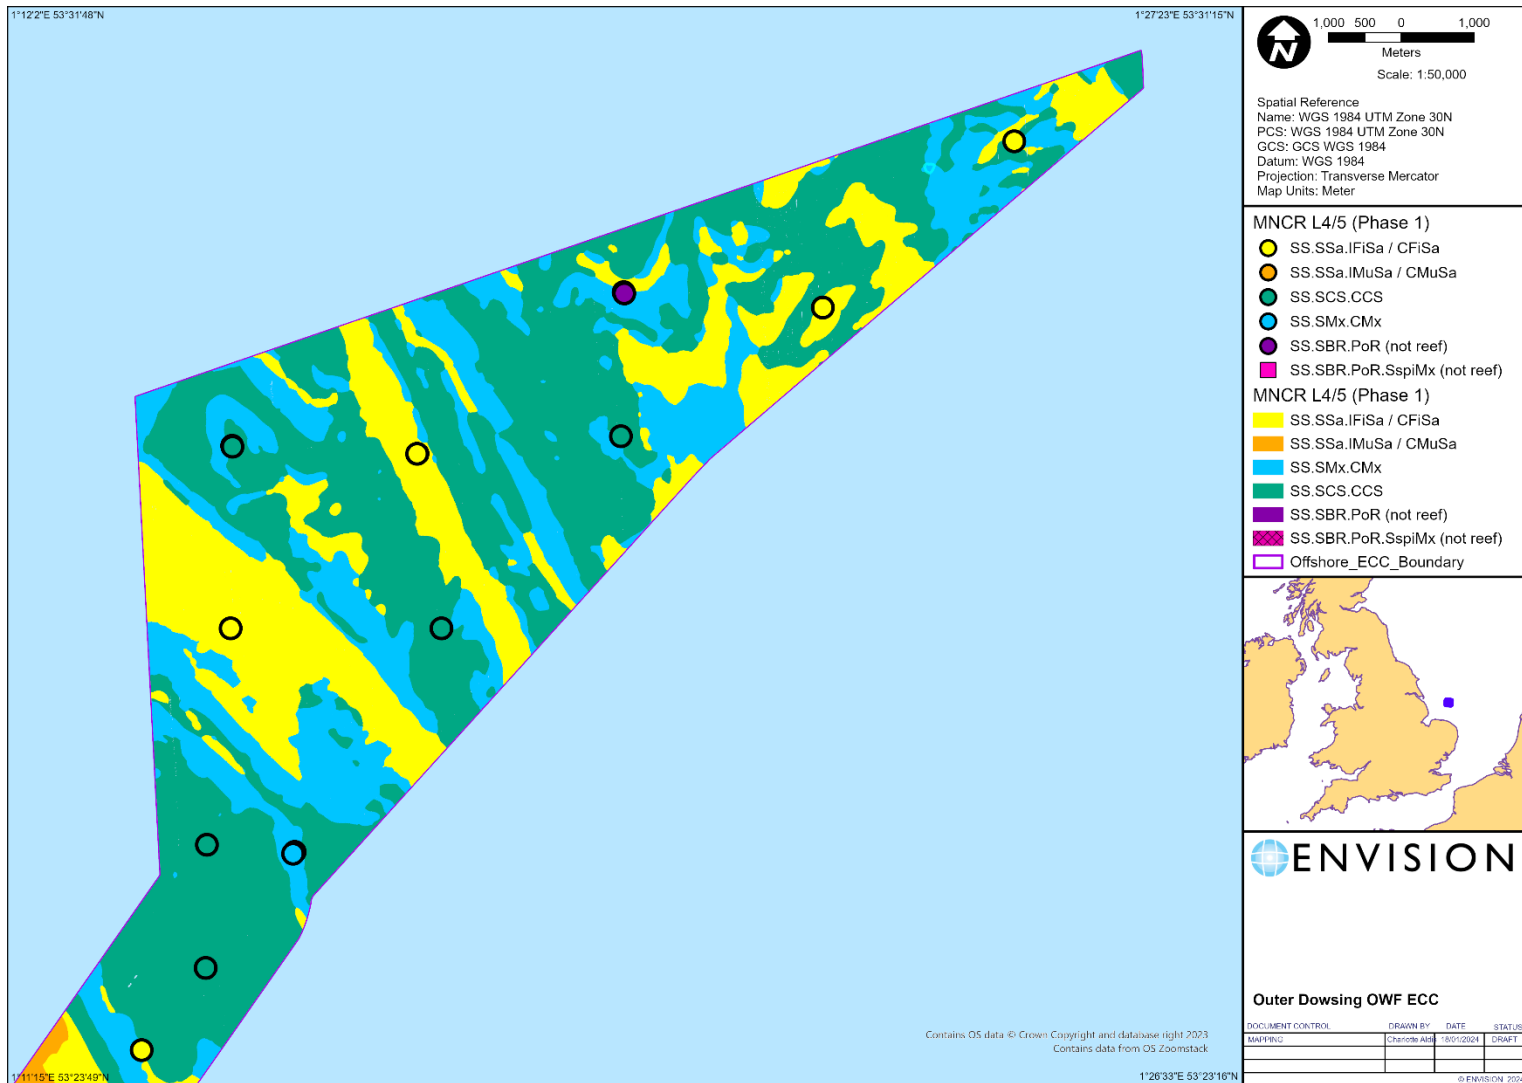 1°12'2"E 53°31'48"N
1°27'23"E 53°31'15"N
N
1,000 500 0 1,000
Meters
Scale: 1:50,000
Spatial Reference
Name: WGS 1984 UTM Zone 30N
PCS: WGS 1984 UTM Zone 30N
GCS: GCS WGS 1984
Datum: WGS 1984
Projection: Transverse Mercator
Map Units: Meter
MNCR L4/5 (Phase 1)
SS.SSa.IFiSa / CFiSa
SS.SSa.IMuSa / CMuSa
SS.SCS.CCS
SS.SMx.CMx
SS.SBR.PoR (not reef)
SS.SBR.PoR.SspiMx (not reef)
MNCR L4/5 (Phase 1)
SS.SSa.IFiSa / CFiSa
SS.SSa.IMuSa / CMuSa
SS.SMx.CMx
SS.SCS.CCS
SS.SBR.PoR (not reef)
SS.SBR.PoR.SspiMx (not reef)
Offshore_ECC_Boundary
ENVISION
Outer Dowsing OWF ECC
DOCUMENT CONTROL DRAWN BY DATE STATUS
MAPPING Charlotte 18/01/2024 DRAFT
© ENVISION 2024
Contains OS data © Crown Copyright and database right 2023
Contains data from OS Zoomstack
1°11'15"E 53°23'49"N
1°26'33"E 53°23'16"N